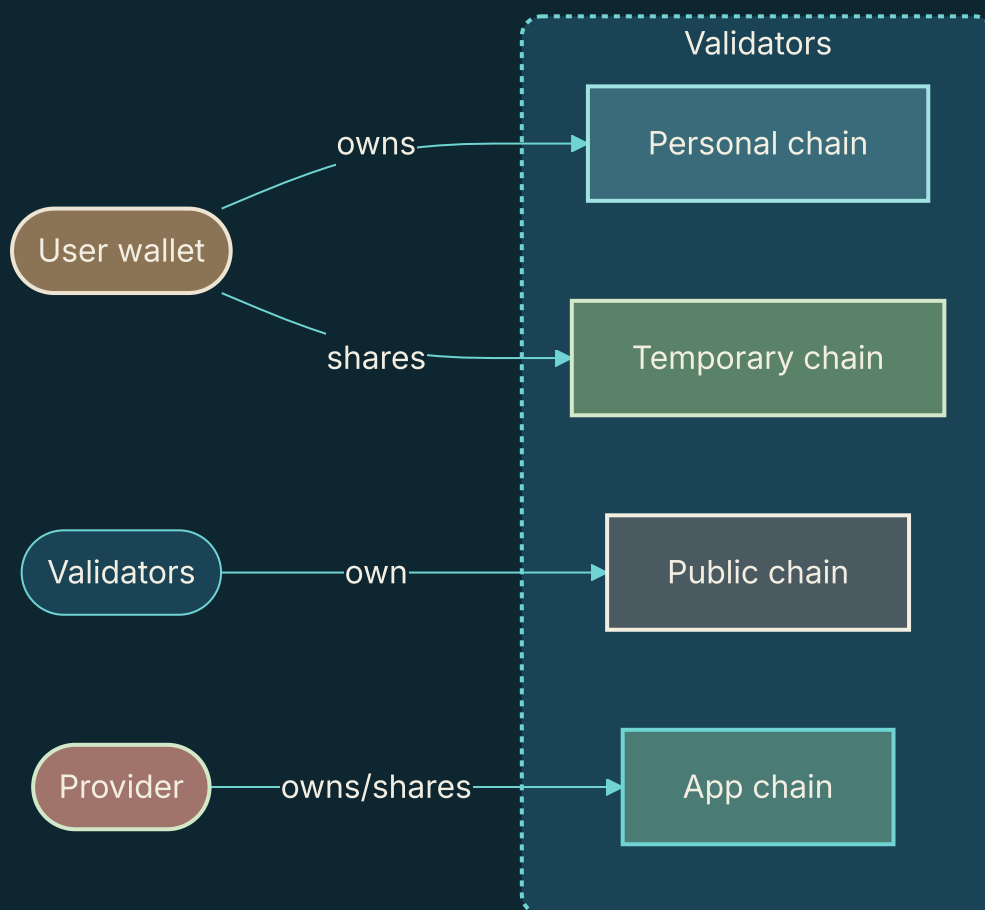 Validators
owns
Personal chain
User wallet
shares
Temporary chain
Validators
own
Public chain
Provider
owns/shares
App chain